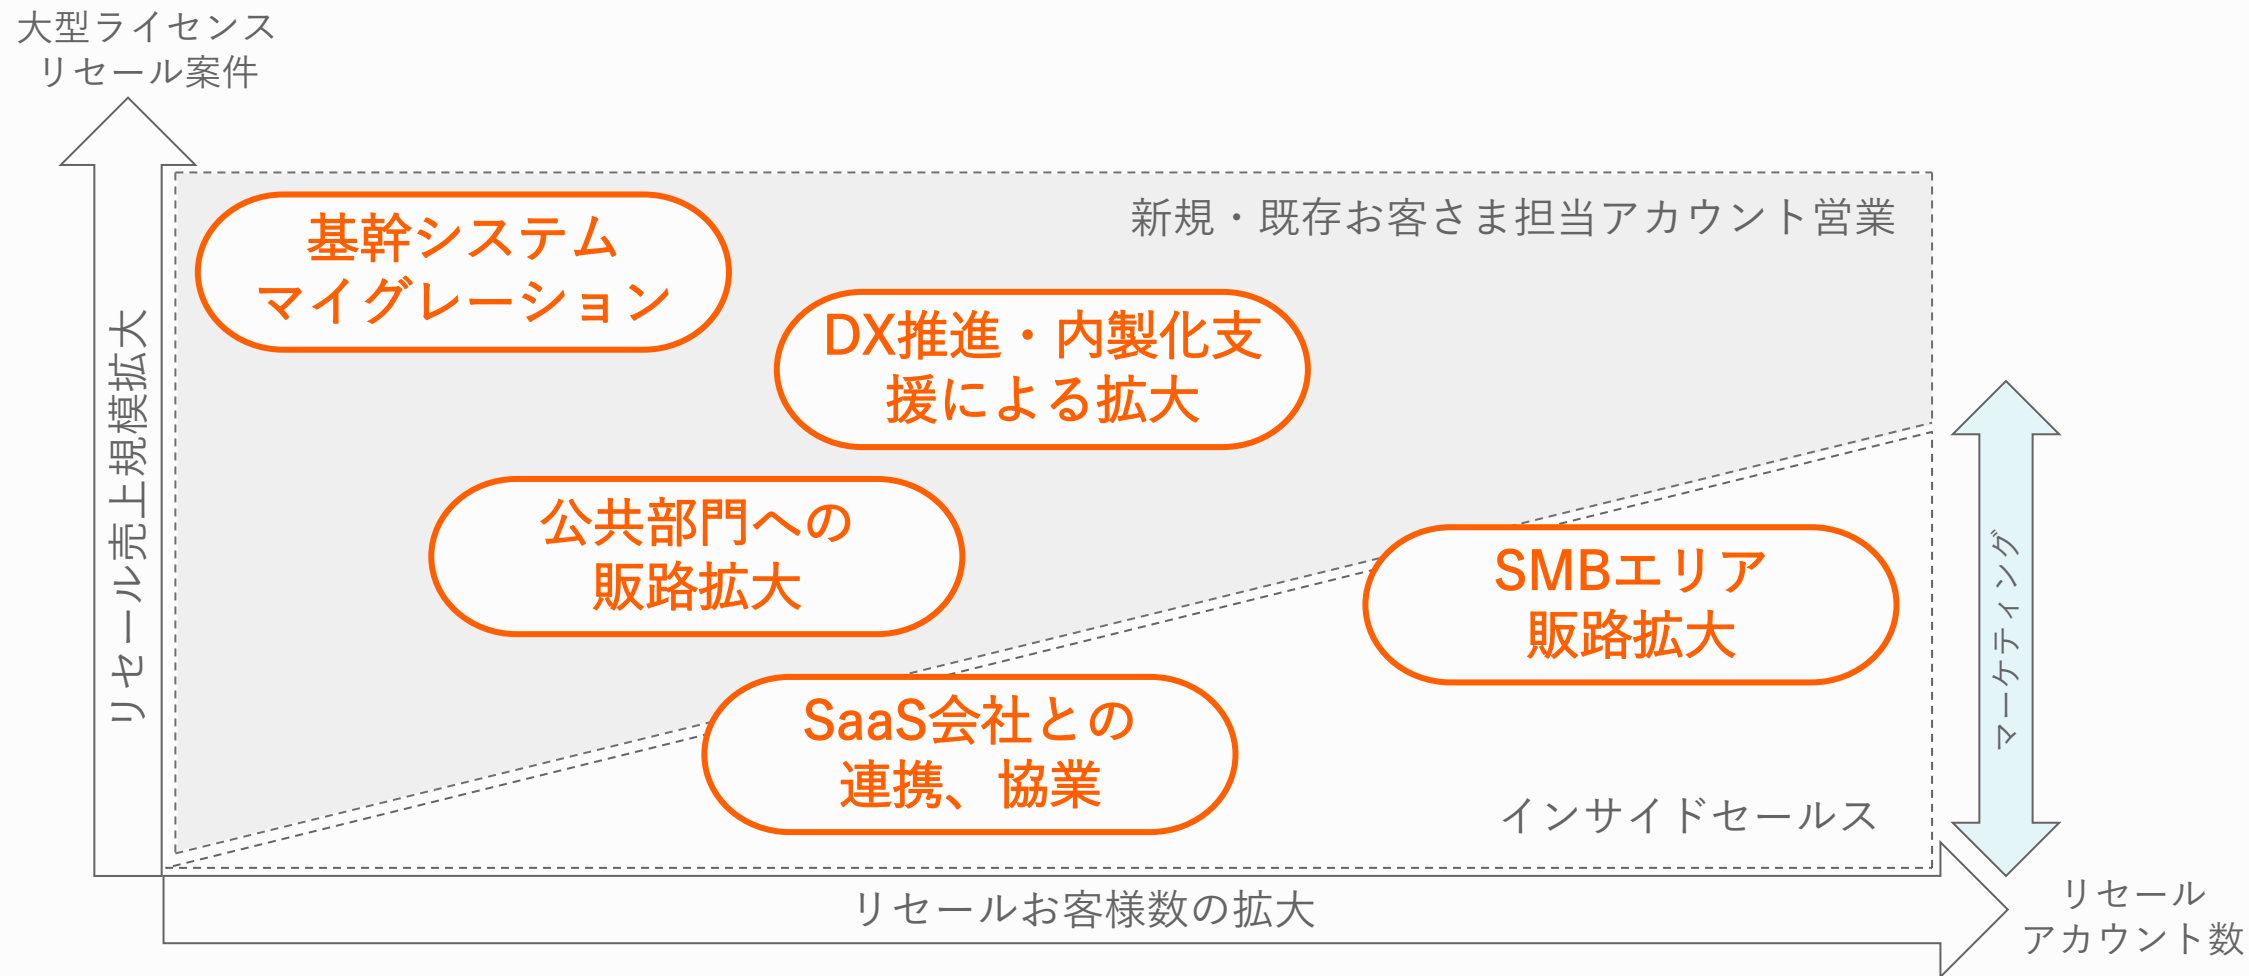 大型ライセンス
リセール案件
リセール売上規模拡大
新規・既存お客さま担当アカウント営業
基幹システム
マイグレーション
DX推進・内製化支
援による拡大
公共部門への
販路拡大
SMBエリア
販路拡大
SaaS会社との
連携、協業
インサイドセールス
マーケティング
リセールお客様数の拡大
リセール
アカウント数